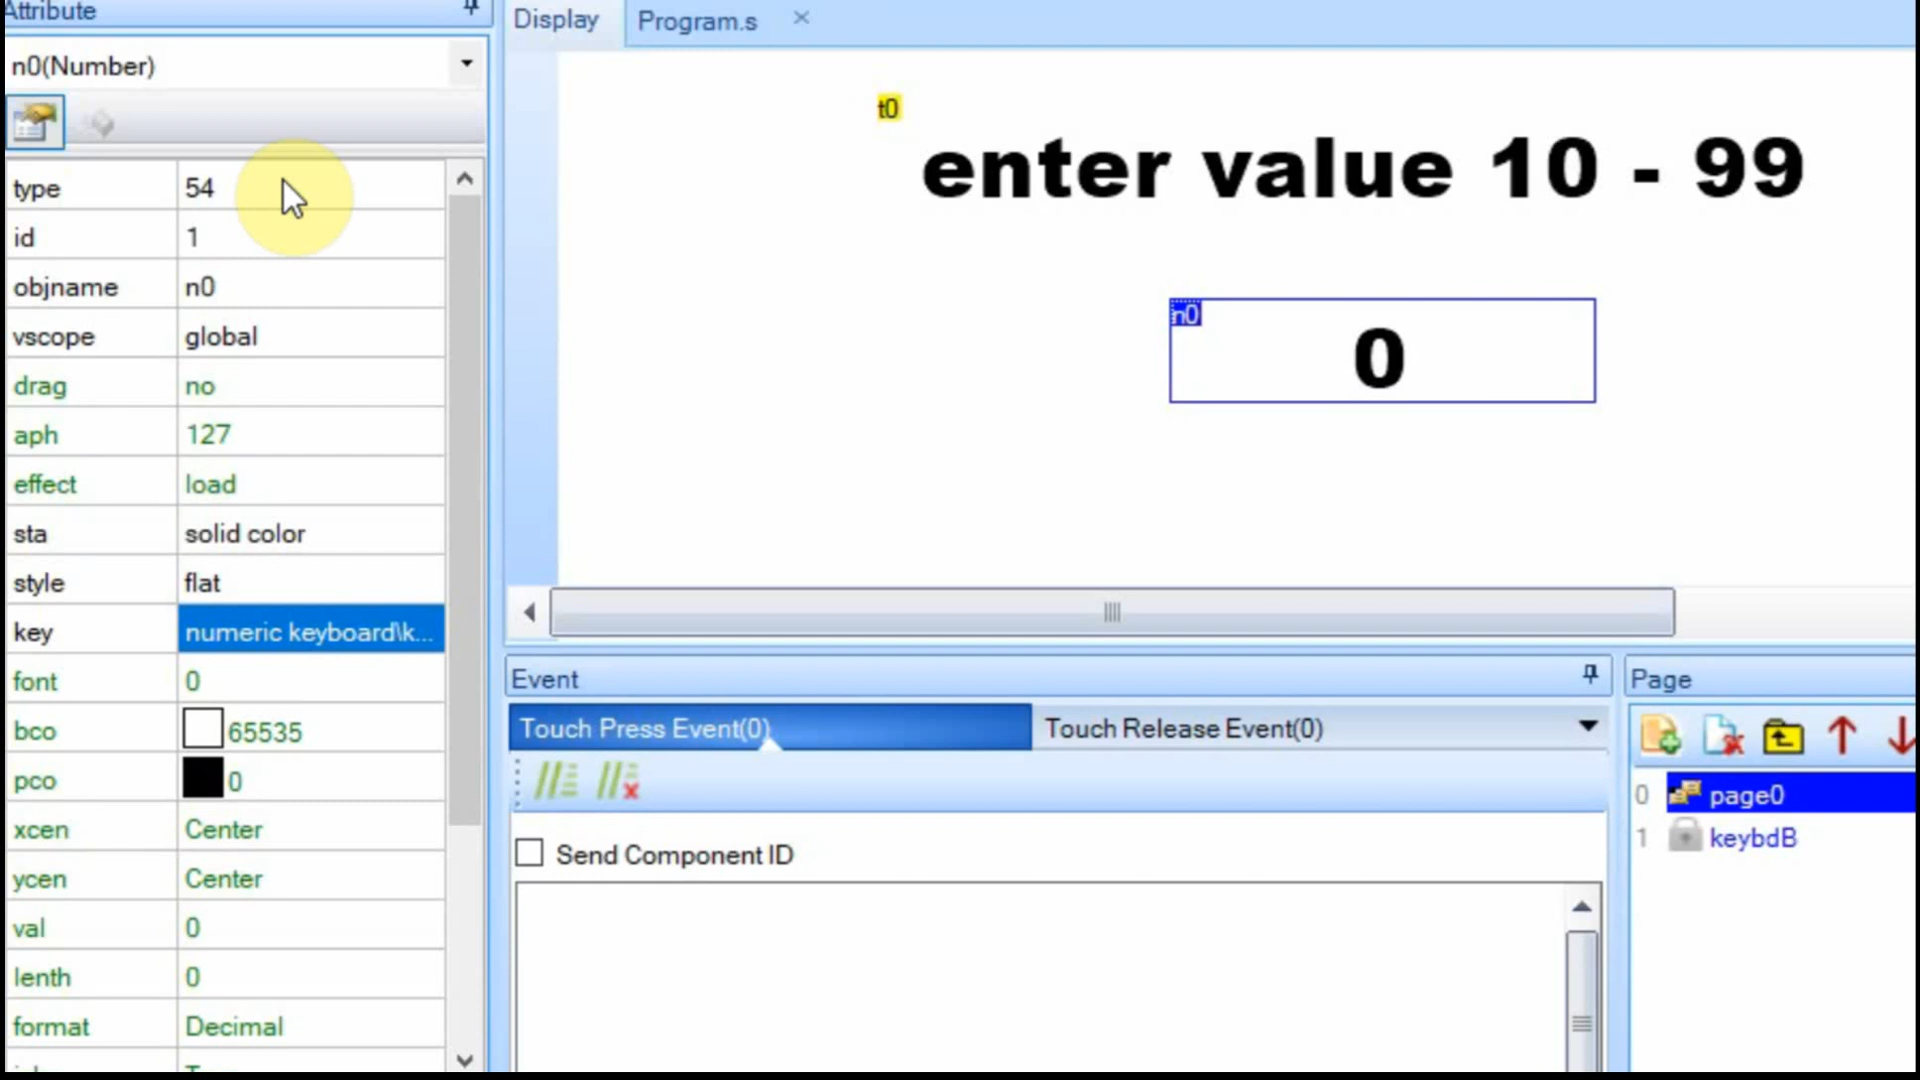 Attribute
n0(Number)
type 54
id 1
objname n0
vscope global
drag no
aph 127
effect load
sta solid color
style flat
key numeric keyboard\k...
font 0
bco 65535
pco 0
xcen Center
ycen Center
val 0
lenth 0
format Decimal
Display Program.s
t0
enter value 10 - 99
n0
0
Event
Touch Press Event(0) Touch Release Event(0)
Send Component ID
Page
0 page0
1 keybdB